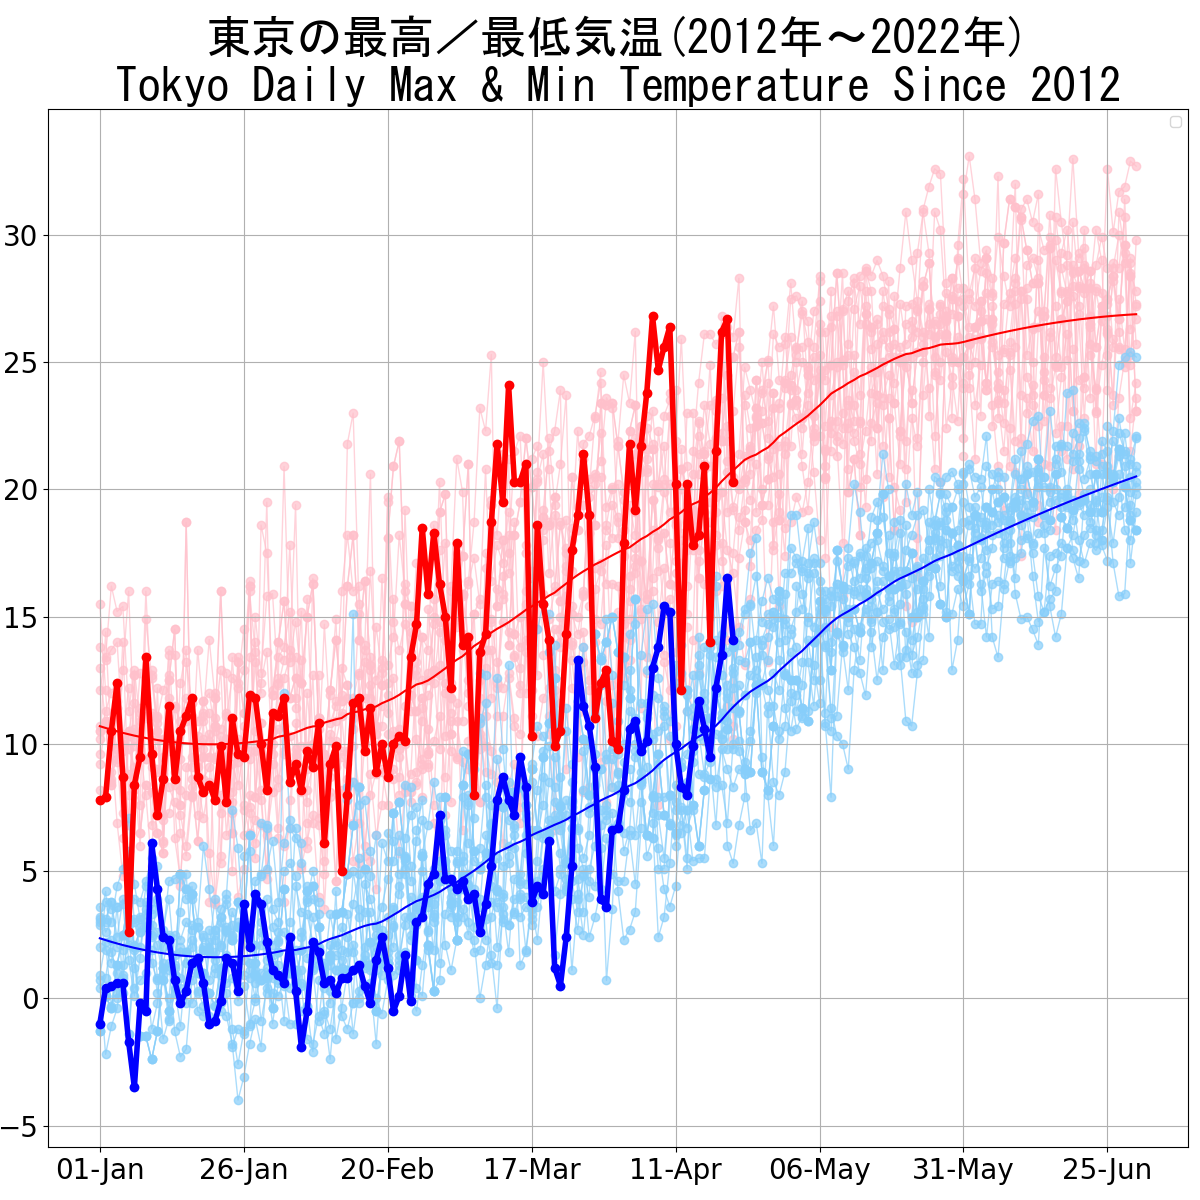 東京の最高／最低気温(2012年～2022年)
Tokyo Daily Max & Min Temperature Since 2012
30
25
20
15
10
5
0
−5
01-Jan 26-Jan 20-Feb 17-Mar 11-Apr 06-May 31-May 25-Jun